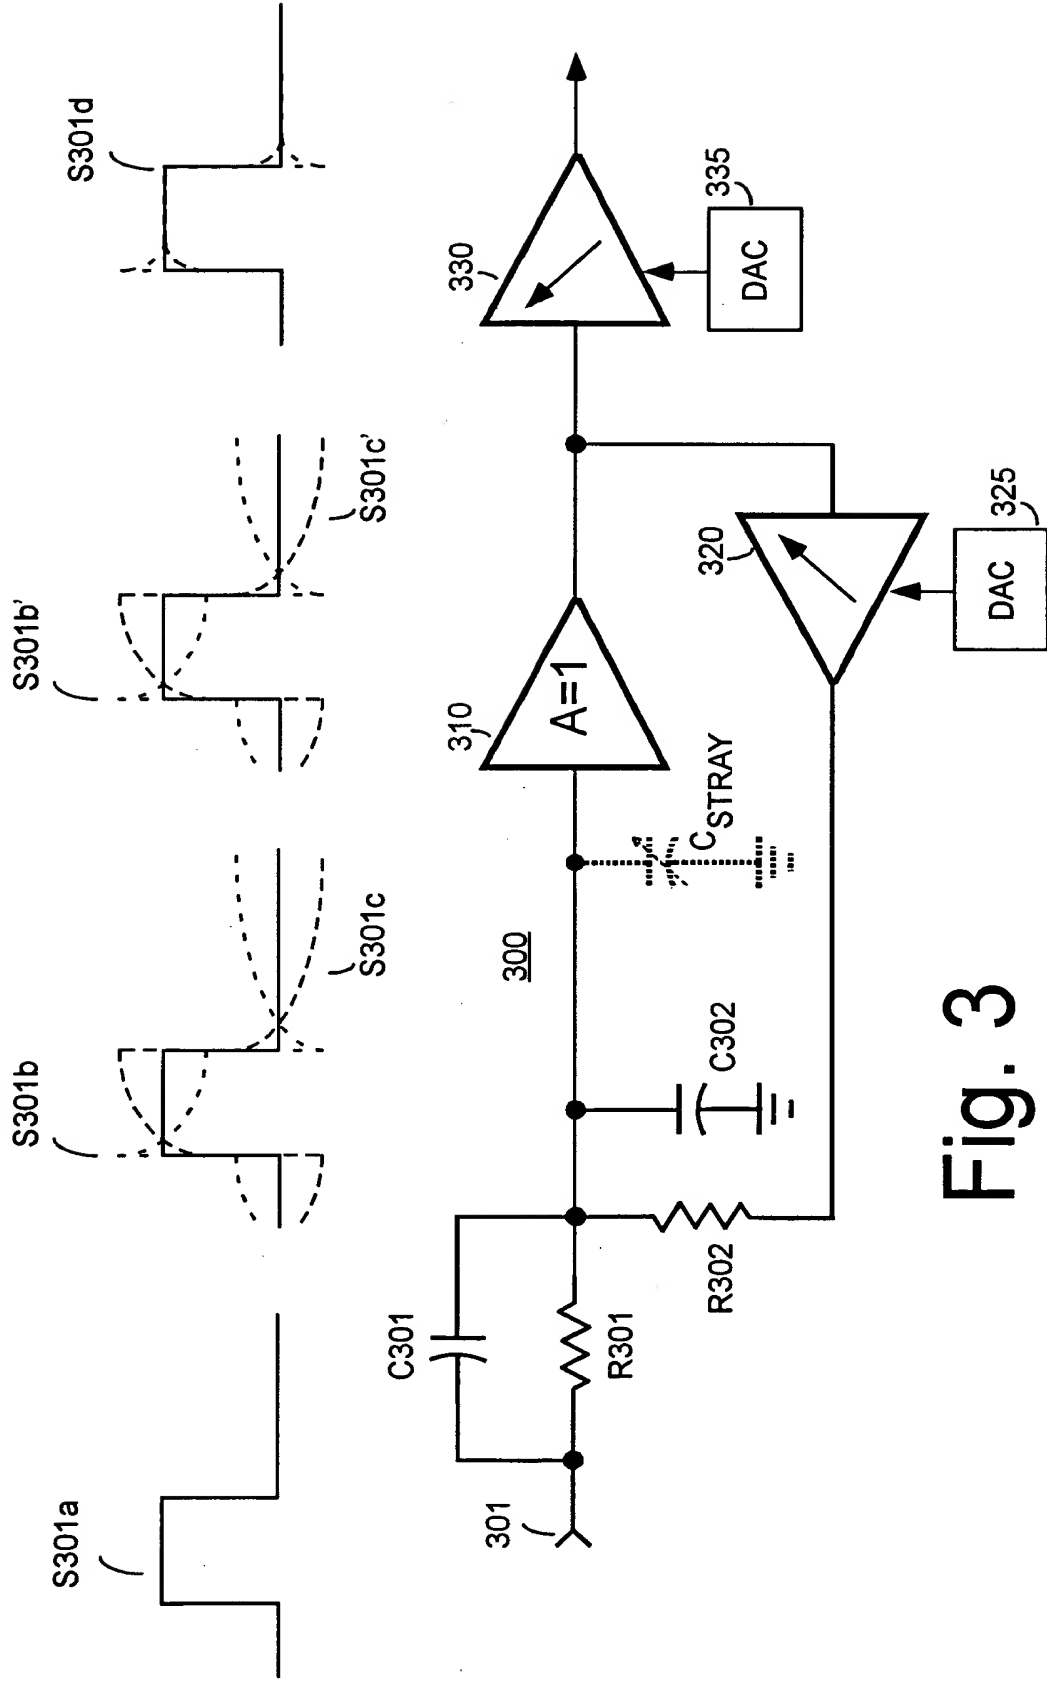 S301a
S301b
S301c
S301b'
S301c'
S301d
301
C301
R301
R302
C302
300
CSTRAY
310
A=1
320
DAC
325
330
DAC
335
Fig. 3